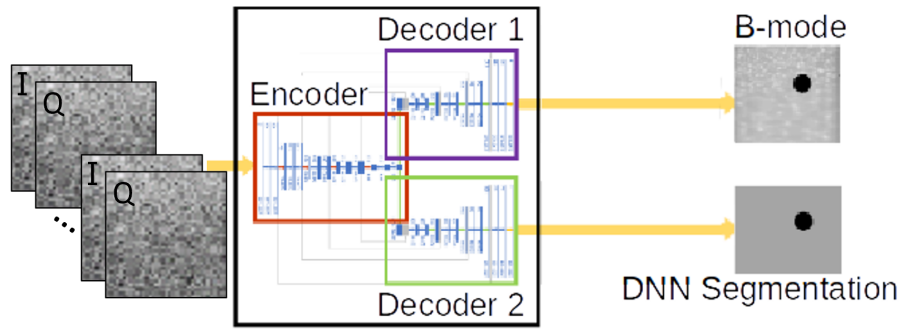 Decoder 1
B-mode
I
Q
Encoder
I
Q
DNN Segmentation
Decoder 2